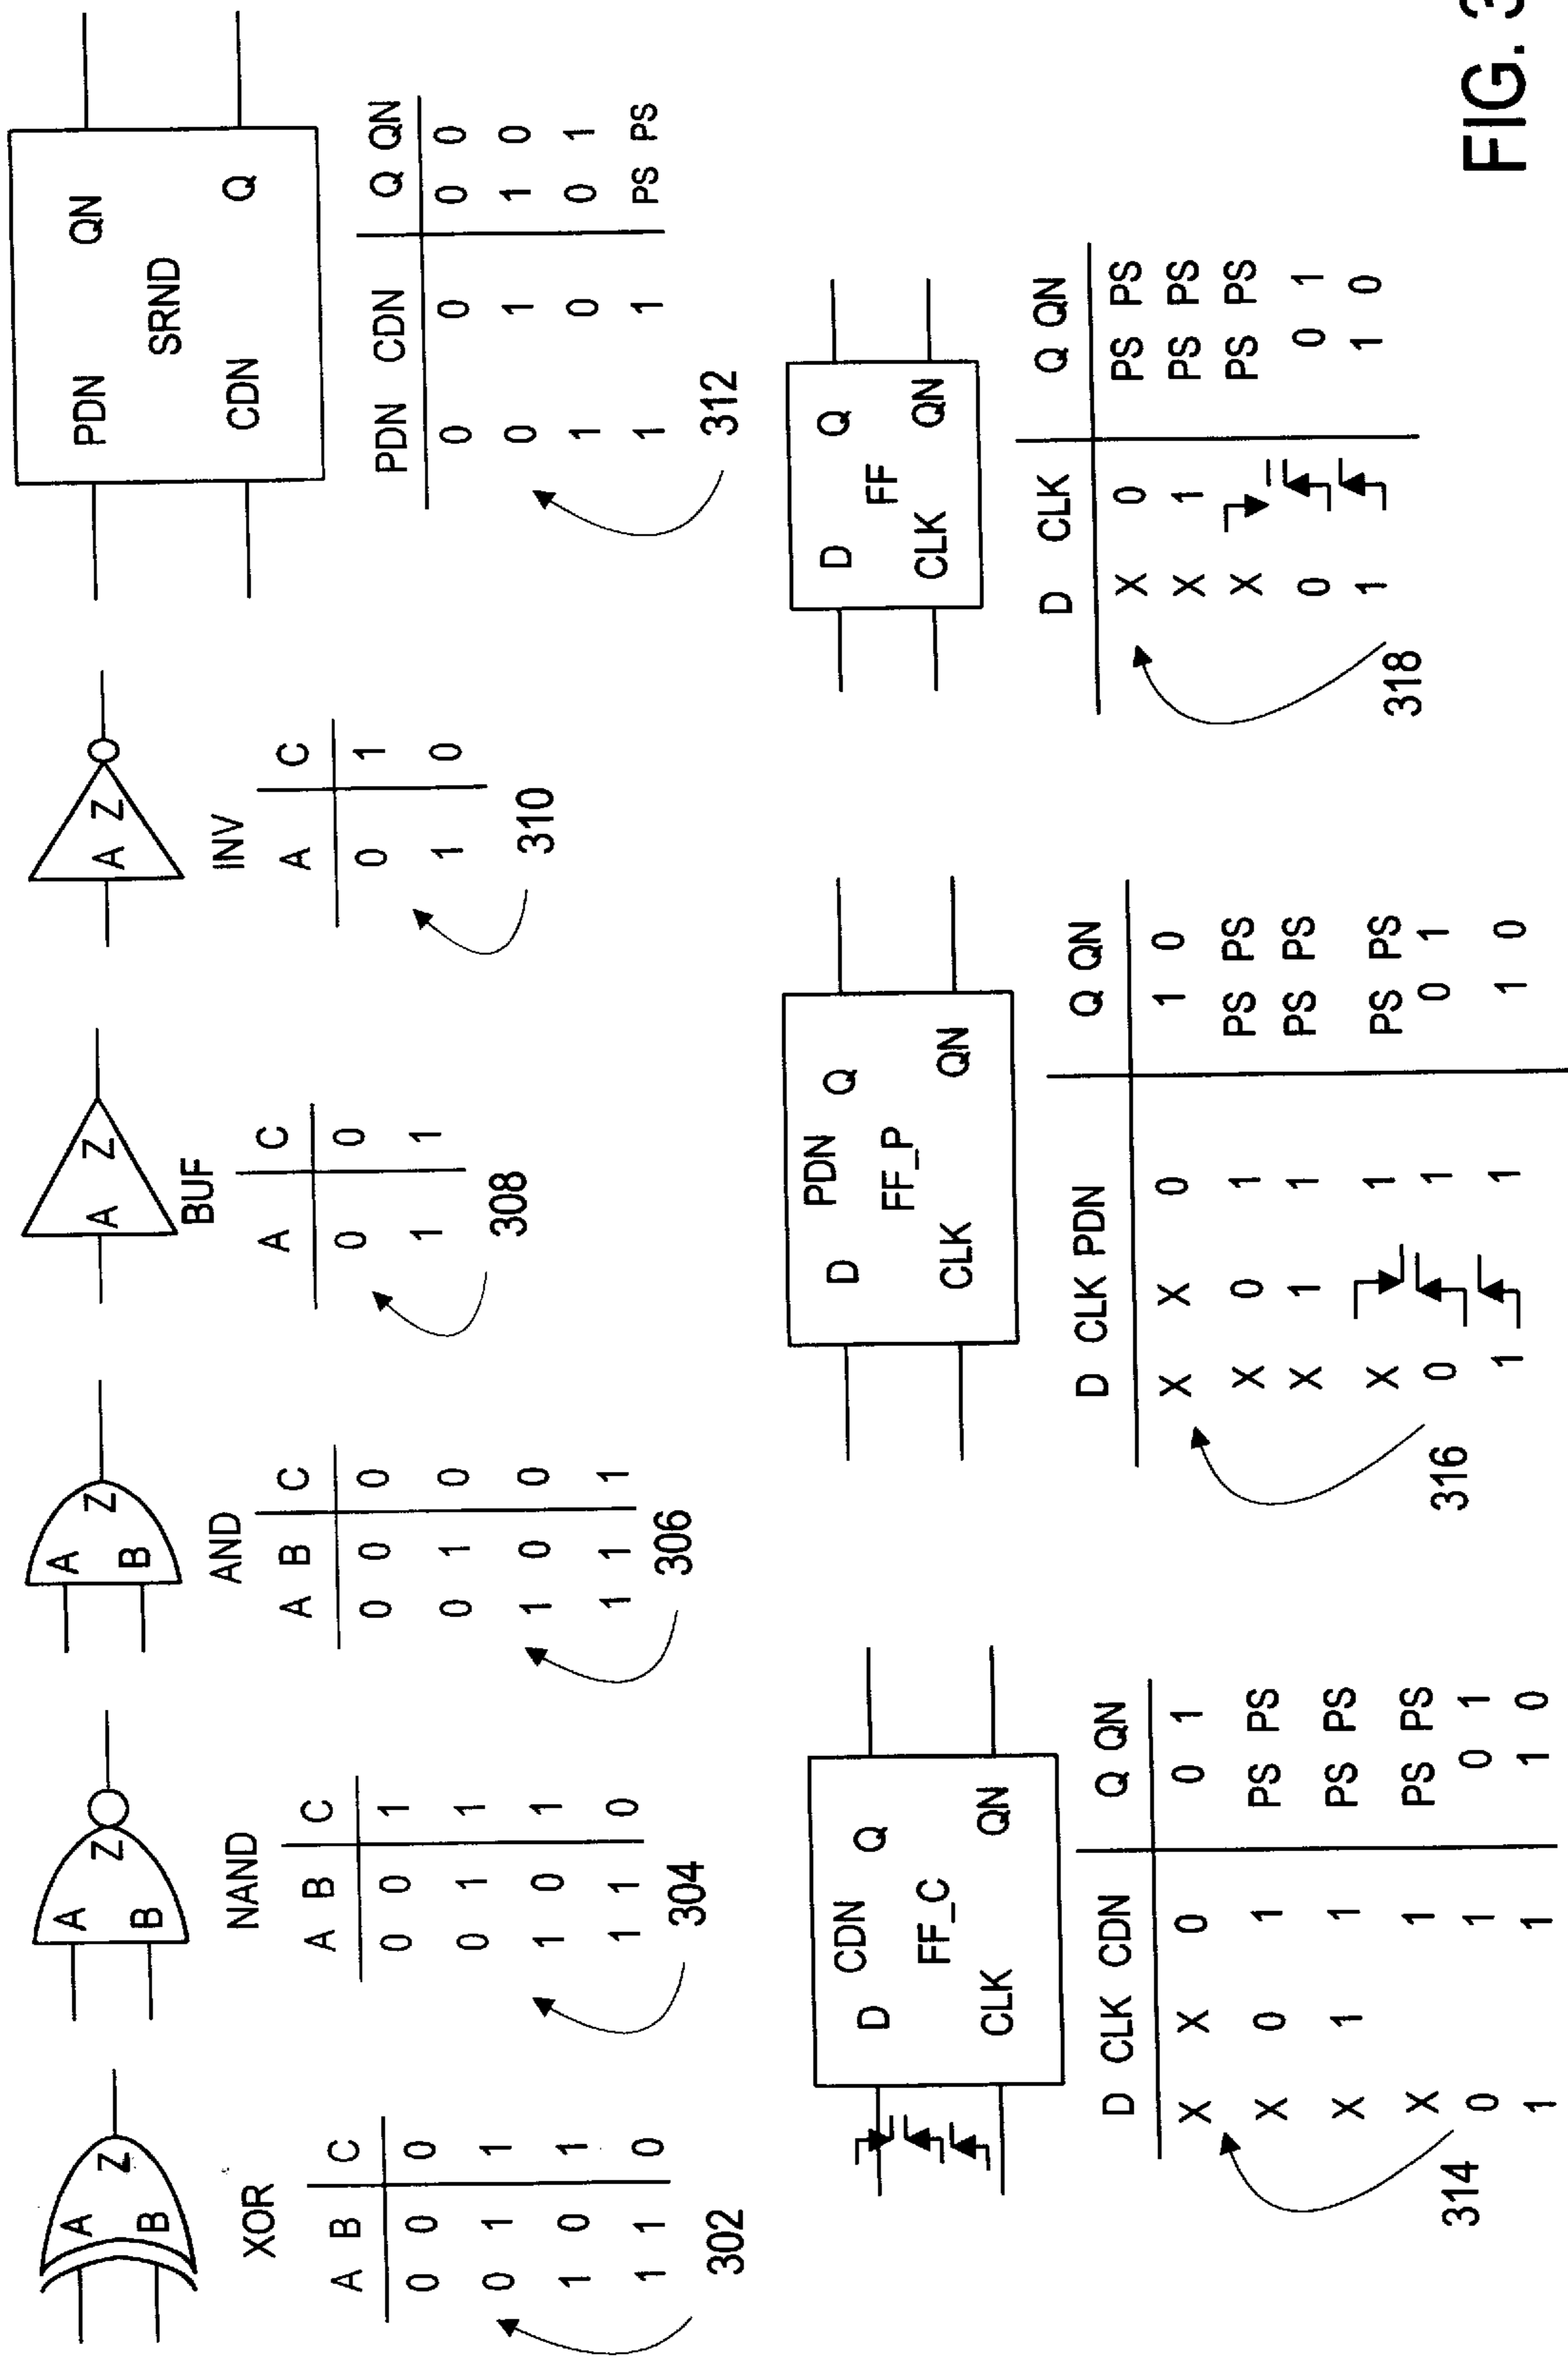 A Z
B
XOR
A B C
0 0 0
0 1 1
1 0 1
1 1 0
302
A Z
B
NAND
A B C
0 0 1
0 1 1
1 0 1
1 1 0
304
A Z
B
AND
A B C
0 0 0
0 1 0
1 0 0
1 1 1
306
A Z
BUF
A C
0 0
1 1
308
A Z
INV
A C
0 1
1 0
310
PDN QN
SRND
CDN Q
PDN CDN Q QN
0 0 0 0
0 1 1 0
1 0 0 1
1 1 PS PS
312
D CDN Q
FF_C
CLK QN
D CLK CDN Q QN
X X 0 0 1
X 0 1 PS PS
X 1 1 PS PS
X 1 PS PS
0 1 0 1
1 1 1 0
314
D PDN Q
FF_P
CLK QN
D CLK PDN Q QN
X X 0 1 0
X 0 1 PS PS
X 1 1 PS PS
X 1 PS PS
0 1 0 1
1 1 1 0
316
D Q
FF
CLK QN
D CLK Q QN
X 0 PS PS
X 1 PS PS
X PS PS
0 0 1
1 1 0
318
FIG. 3